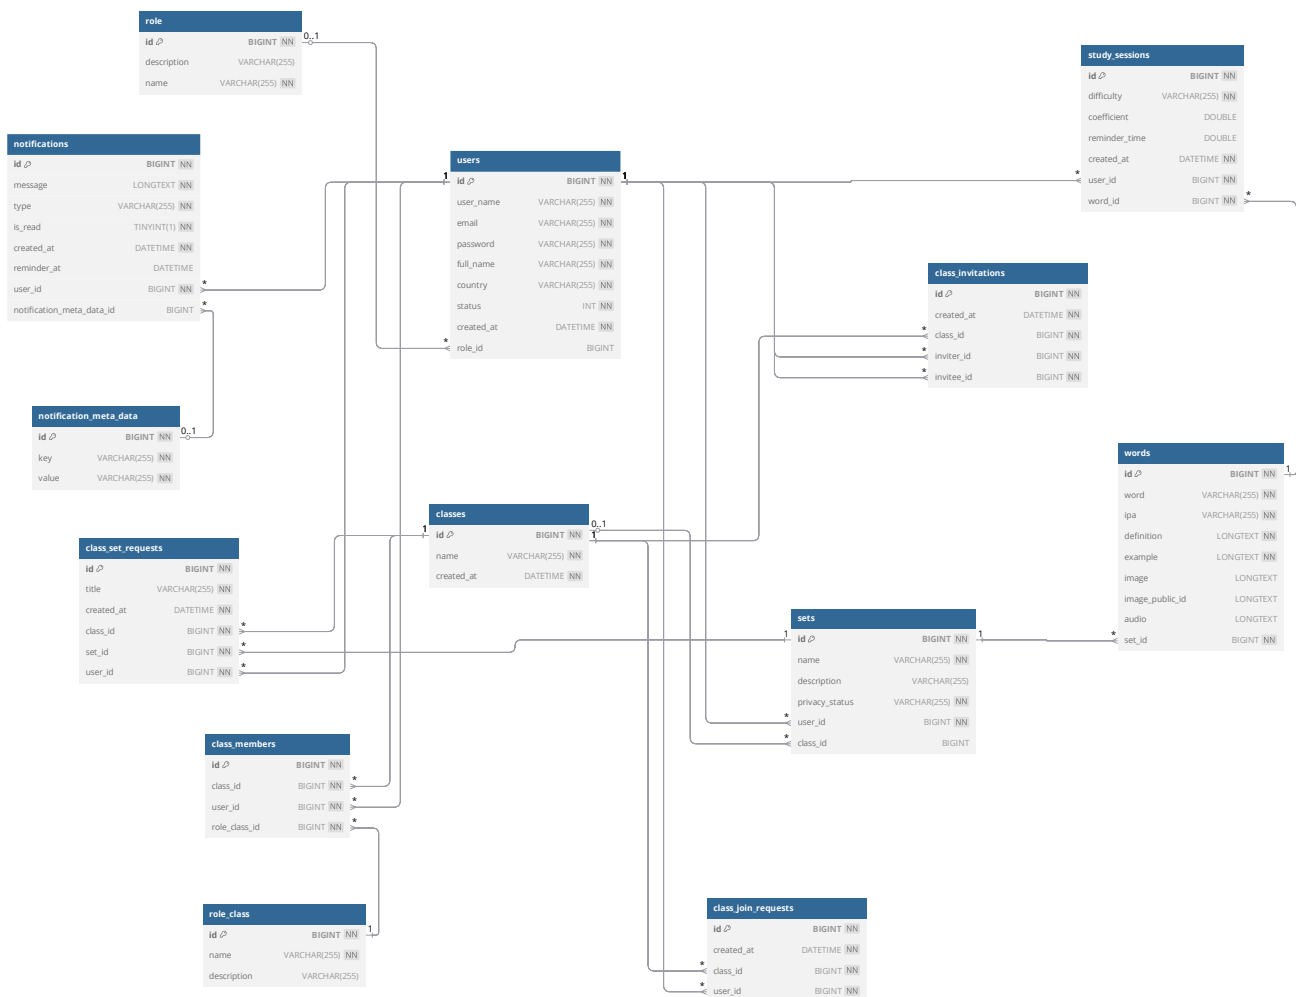 role
id BIGINT NN 0..1
description VARCHAR(255)
name VARCHAR(255) NN
study_sessions
id BIGINT NN
difficulty VARCHAR(255) NN
coefficient DOUBLE
reminder_time DOUBLE
created_at DATETIME NN
* user_id BIGINT NN
word_id BIGINT NN *
notifications
id BIGINT NN
message LONGTEXT NN
type VARCHAR(255) NN
is_read TINYINT(1) NN
created_at DATETIME NN
reminder_at DATETIME
user_id BIGINT NN *
notification_meta_data_id BIGINT *
users
1 id BIGINT NN 1
user_name VARCHAR(255) NN
email VARCHAR(255) NN
password VARCHAR(255) NN
full_name VARCHAR(255) NN
country VARCHAR(255) NN
status INT NN
created_at DATETIME NN
* role_id BIGINT
class_invitations
id BIGINT NN
created_at DATETIME NN
* class_id BIGINT NN
* inviter_id BIGINT NN
* invitee_id BIGINT NN
notification_meta_data
id BIGINT NN 0..1
key VARCHAR(255) NN
value VARCHAR(255) NN
words
id BIGINT NN 1
word VARCHAR(255) NN
ipa VARCHAR(255) NN
definition LONGTEXT NN
example LONGTEXT NN
image LONGTEXT
image_public_id LONGTEXT
audio LONGTEXT
* set_id BIGINT NN
classes
1 id BIGINT NN 0..1
1
name VARCHAR(255) NN
created_at DATETIME NN
class_set_requests
id BIGINT NN
title VARCHAR(255) NN
created_at DATETIME NN
class_id BIGINT NN *
set_id BIGINT NN *
user_id BIGINT NN *
sets
1 id BIGINT NN 1
name VARCHAR(255) NN
description VARCHAR(255)
privacy_status VARCHAR(255) NN
* user_id BIGINT NN
* class_id BIGINT
class_members
id BIGINT NN
class_id BIGINT NN *
user_id BIGINT NN *
role_class_id BIGINT NN *
role_class
id BIGINT NN 1
name VARCHAR(255) NN
description VARCHAR(255)
class_join_requests
id BIGINT NN
created_at DATETIME NN
* class_id BIGINT NN
* user_id BIGINT NN